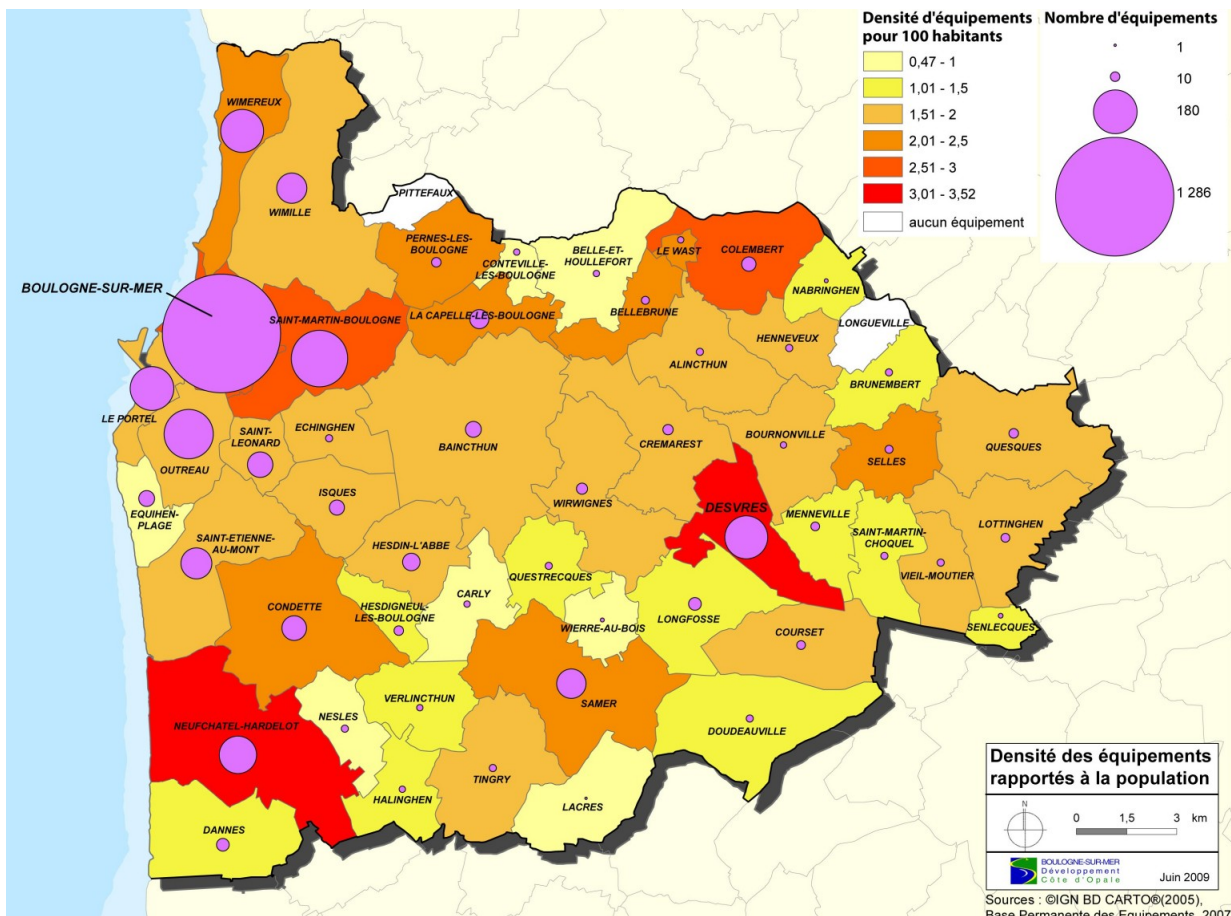 Densité d'équipements
pour 100 habitants
0,47 - 1
1,01 - 1,5
1,51 - 2
2,01 - 2,5
2,51 - 3
3,01 - 3,52
aucun équipement
Nombre d'équipements
1
10
180
1 286
WIMEREUX
WIMILLE
PITTEFAUX
PERNES-LES-
BOULOGNE
CONTEVILLE-
LES-BOULOGNE
BELLE-ET-
HOULLEFORT
LE WAST
COLEMBERT
NABRINGHEN
BOULOGNE-SUR-MER
SAINT-MARTIN-BOULOGNE
LA CAPELLE-LES-BOULOGNE
BELLEBRUNE
LONGUEVILLE
HENNEVEUX
ALINCTHUN
BRUNEMBERT
LE PORTEL
OUTREAU
SAINT-
LEONARD
ECHINGHEN
BAINCTHUN
CREMAREST
BOURNONVILLE
SELLES
QUESQUES
EQUIHEN-
PLAGE
ISQUES
WIRWIGNES
DESVRES
MENNEVILLE
SAINT-MARTIN-
CHOQUEL
LOTTINGHEN
VIEIL-MOUTIER
SAINT-ETIENNE-
AU-MONT
HESDIN-L'ABBE
QUESTRECQUES
CONDETTE
HESDIGNEUL-
LES-BOULOGNE
CARLY
WIERRE-AU-BOIS
LONGFOSSE
COURSET
SENLECQUES
NEUFCHATEL-HARDELOT
NESLES
VERLINCTHUN
SAMER
DOUDEAUVILLE
TINGRY
HALINGHEN
LACRES
DANNES
Densité des équipements
rapportés à la population
N
0 1,5 3 km
BOULOGNE-SUR-MER
Développement
Côte d'Opale
Juin 2009
Sources : ©IGN BD CARTO®(2005),
Base Permanente des Equipements, 2007